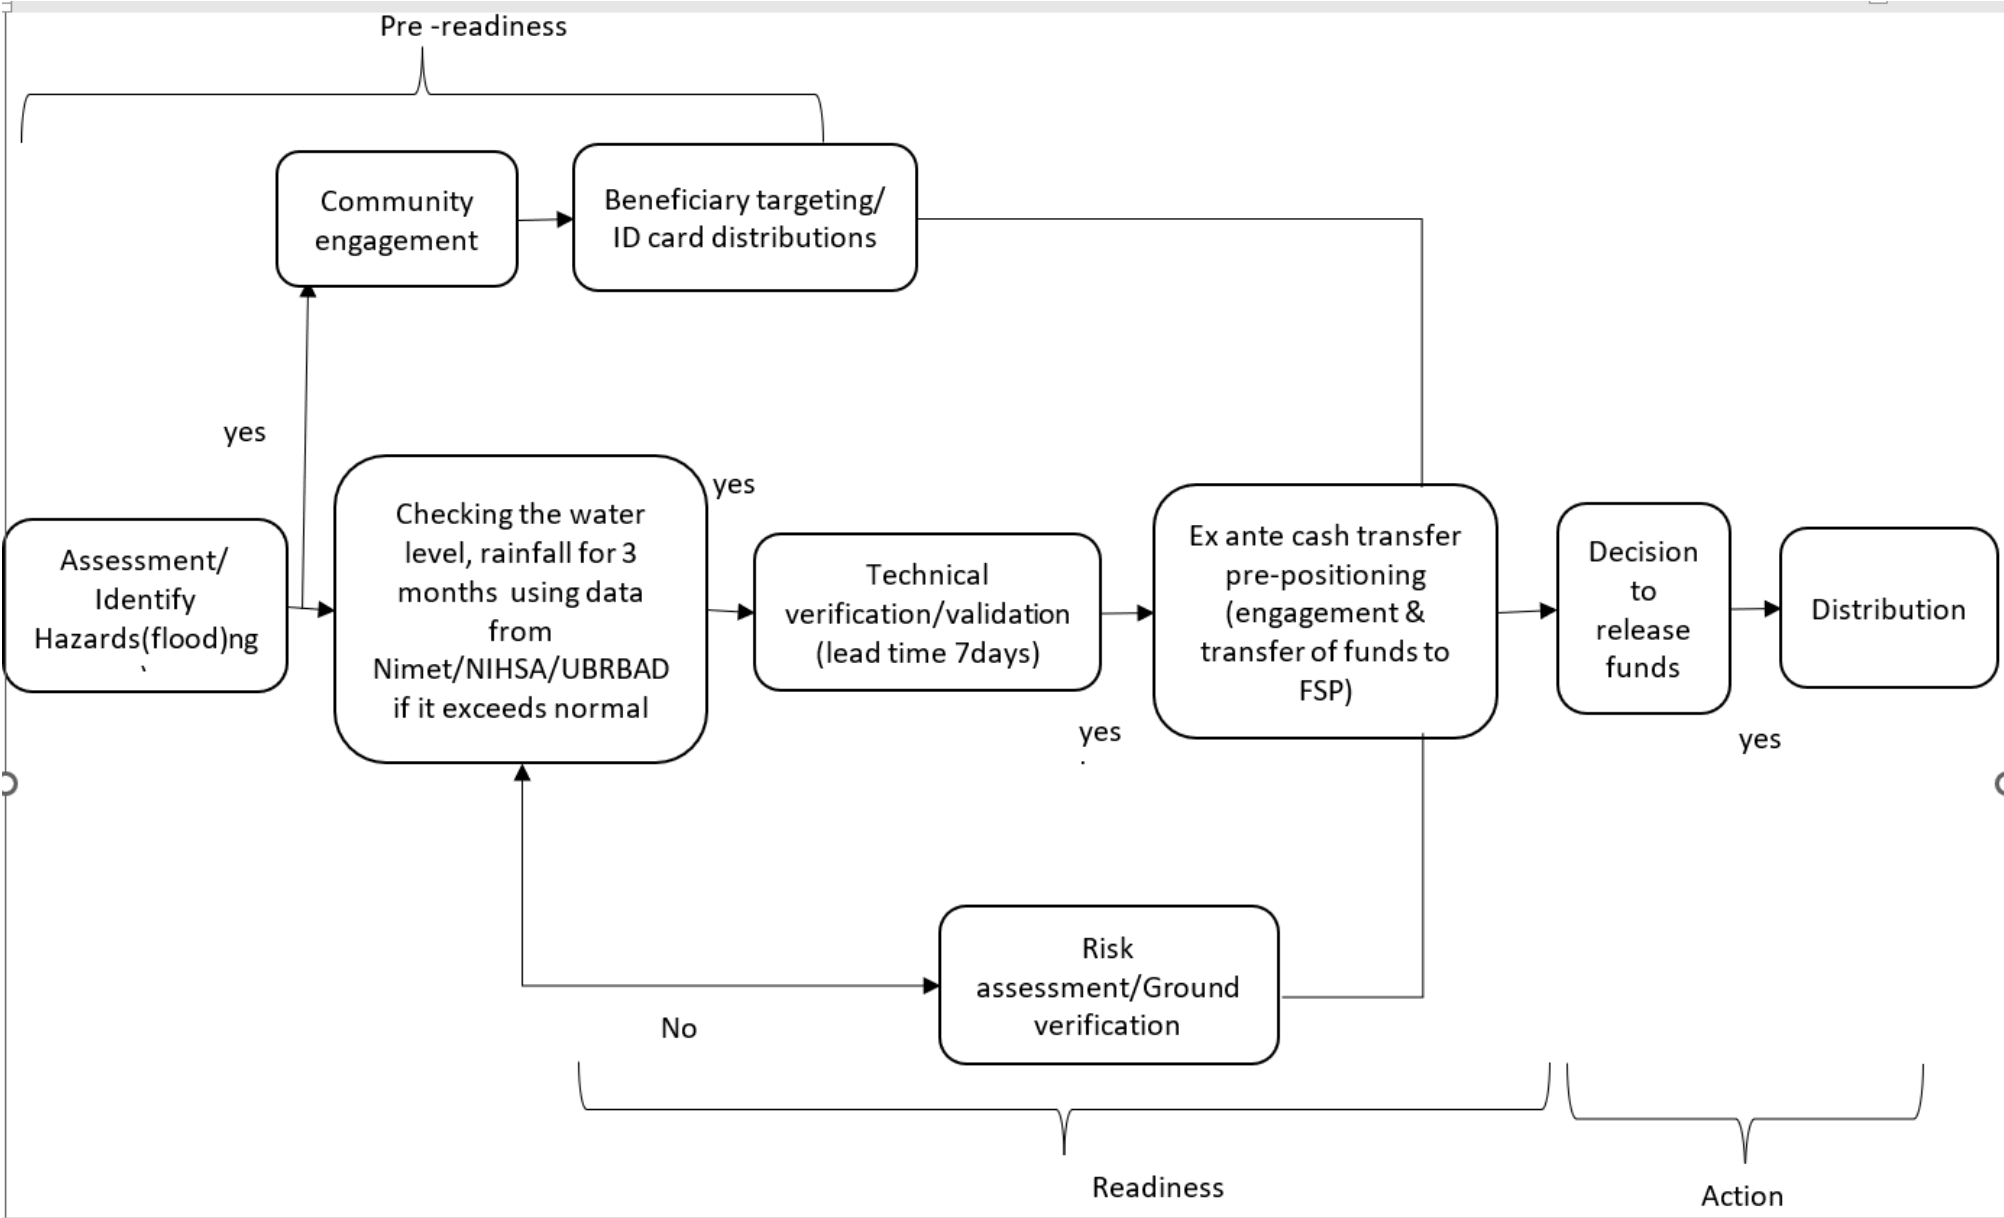 Pre -readiness
Community
engagement
Beneficiary targeting/
ID card distributions
yes
Assessment/
Identify
Hazards(flood)ng
Checking the water
level, rainfall for 3
months using data
from
Nimet/NIHSA/UBRBAD
if it exceeds normal
yes
Technical
verification/validation
(lead time 7days)
yes
.
Ex ante cash transfer
pre-positioning
(engagement &
transfer of funds to
FSP)
Decision
to
release
funds
yes
Distribution
No
Risk
assessment/Ground
verification
Readiness
Action